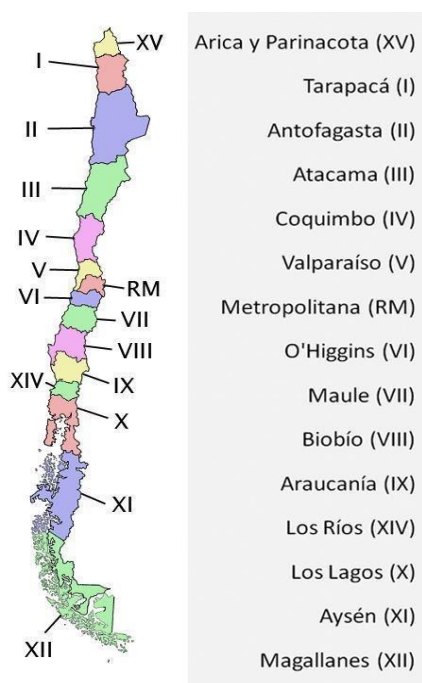 XV
I
II
III
IV
V
RM
VI
VII
VIII
XIV
IX
X
XI
XII
Arica y Parinacota (XV)
Tarapacá (I)
Antofagasta (II)
Atacama (III)
Coquimbo (IV)
Valparaíso (V)
Metropolitana (RM)
O'Higgins (VI)
Maule (VII)
Biobío (VIII)
Araucanía (IX)
Los Ríos (XIV)
Los Lagos (X)
Aysén (XI)
Magallanes (XII)